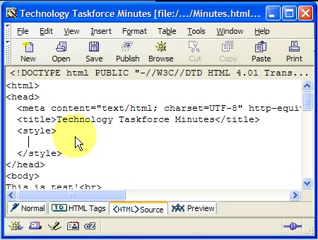 Technology Taskforce Minutes [file:/.../Minutes.html...
File Edit View Insert Format Table Tools Window Help
New Open Save Publish Browse Undo Redo Cut Copy Paste Print
<!DOCTYPE html PUBLIC "-//W3C//DTD HTML 4.01 Trans...
<html>
<head>
<meta content="text/html; charset=UTF-8" http-equi
<title>Technology Taskforce Minutes</title>
<style>
</style>
</head>
<body>
This is test!<br>
Normal HTML Tags <HTML> Source Preview